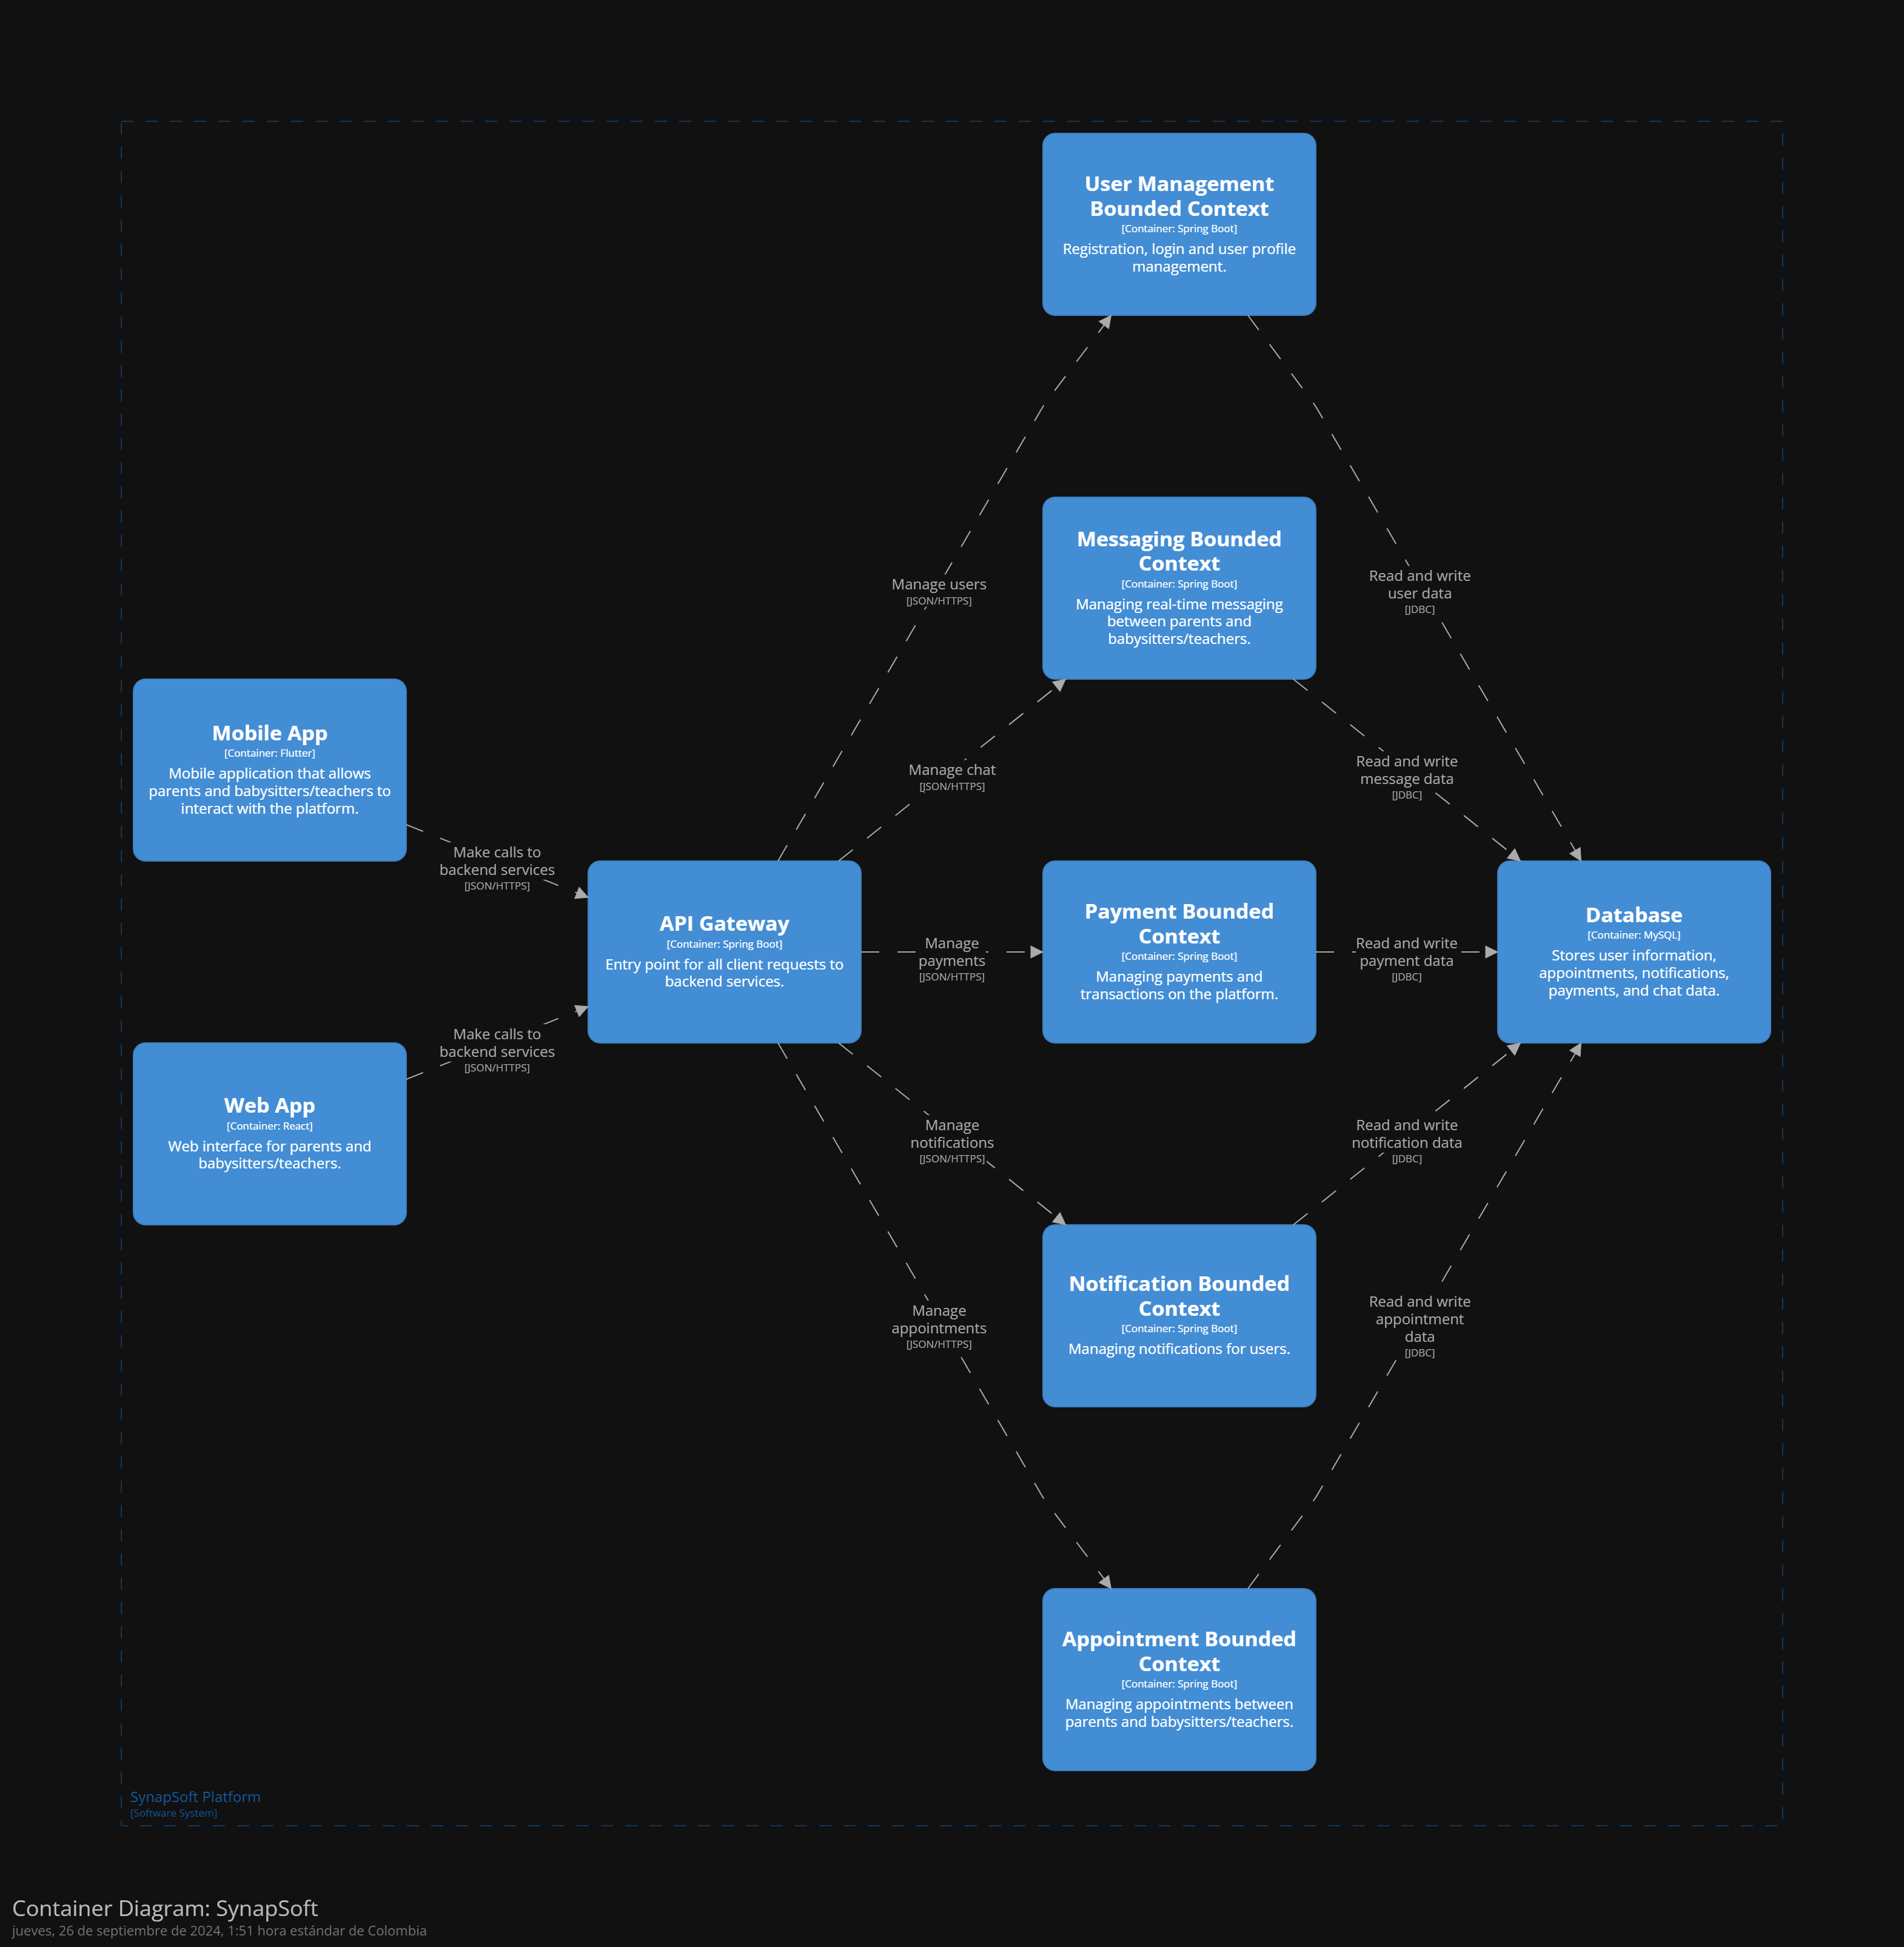 User Management
Bounded Context
[Container: Spring Boot]
Registration, login and user profile
management.
Messaging Bounded
Context
[Container: Spring Boot]
Managing real-time messaging
between parents and
babysitters/teachers.
Manage users
[JSON/HTTPS]
Read and write
user data
[JDBC]
Mobile App
[Container: Flutter]
Mobile application that allows
parents and babysitters/teachers to
interact with the platform.
Manage chat
[JSON/HTTPS]
Read and write
message data
[JDBC]
Make calls to
backend services
[JSON/HTTPS]
API Gateway
[Container: Spring Boot]
Entry point for all client requests to
backend services.
Manage
payments
[JSON/HTTPS]
Payment Bounded
Context
[Container: Spring Boot]
Managing payments and
transactions on the platform.
Read and write
payment data
[JDBC]
Database
[Container: MySQL]
Stores user information,
appointments, notifications,
payments, and chat data.
Make calls to
backend services
[JSON/HTTPS]
Web App
[Container: React]
Web interface for parents and
babysitters/teachers.
Manage
notifications
[JSON/HTTPS]
Read and write
notification data
[JDBC]
Notification Bounded
Context
[Container: Spring Boot]
Managing notifications for users.
Manage
appointments
[JSON/HTTPS]
Read and write
appointment
data
[JDBC]
Appointment Bounded
Context
[Container: Spring Boot]
Managing appointments between
parents and babysitters/teachers.
SynapSoft Platform
[Software System]
Container Diagram: SynapSoft
jueves, 26 de septiembre de 2024, 1:51 hora estándar de Colombia